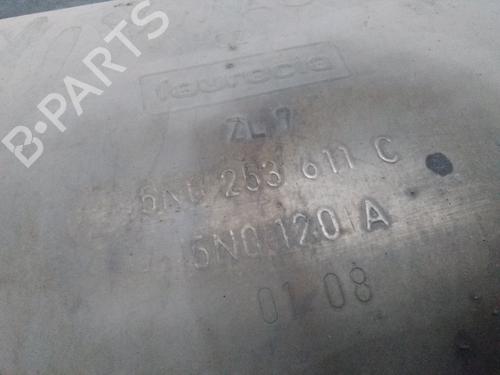 B-PARTS
faurecia
ZL 1
5N0 253 611 C
5N0 120 A
01 08